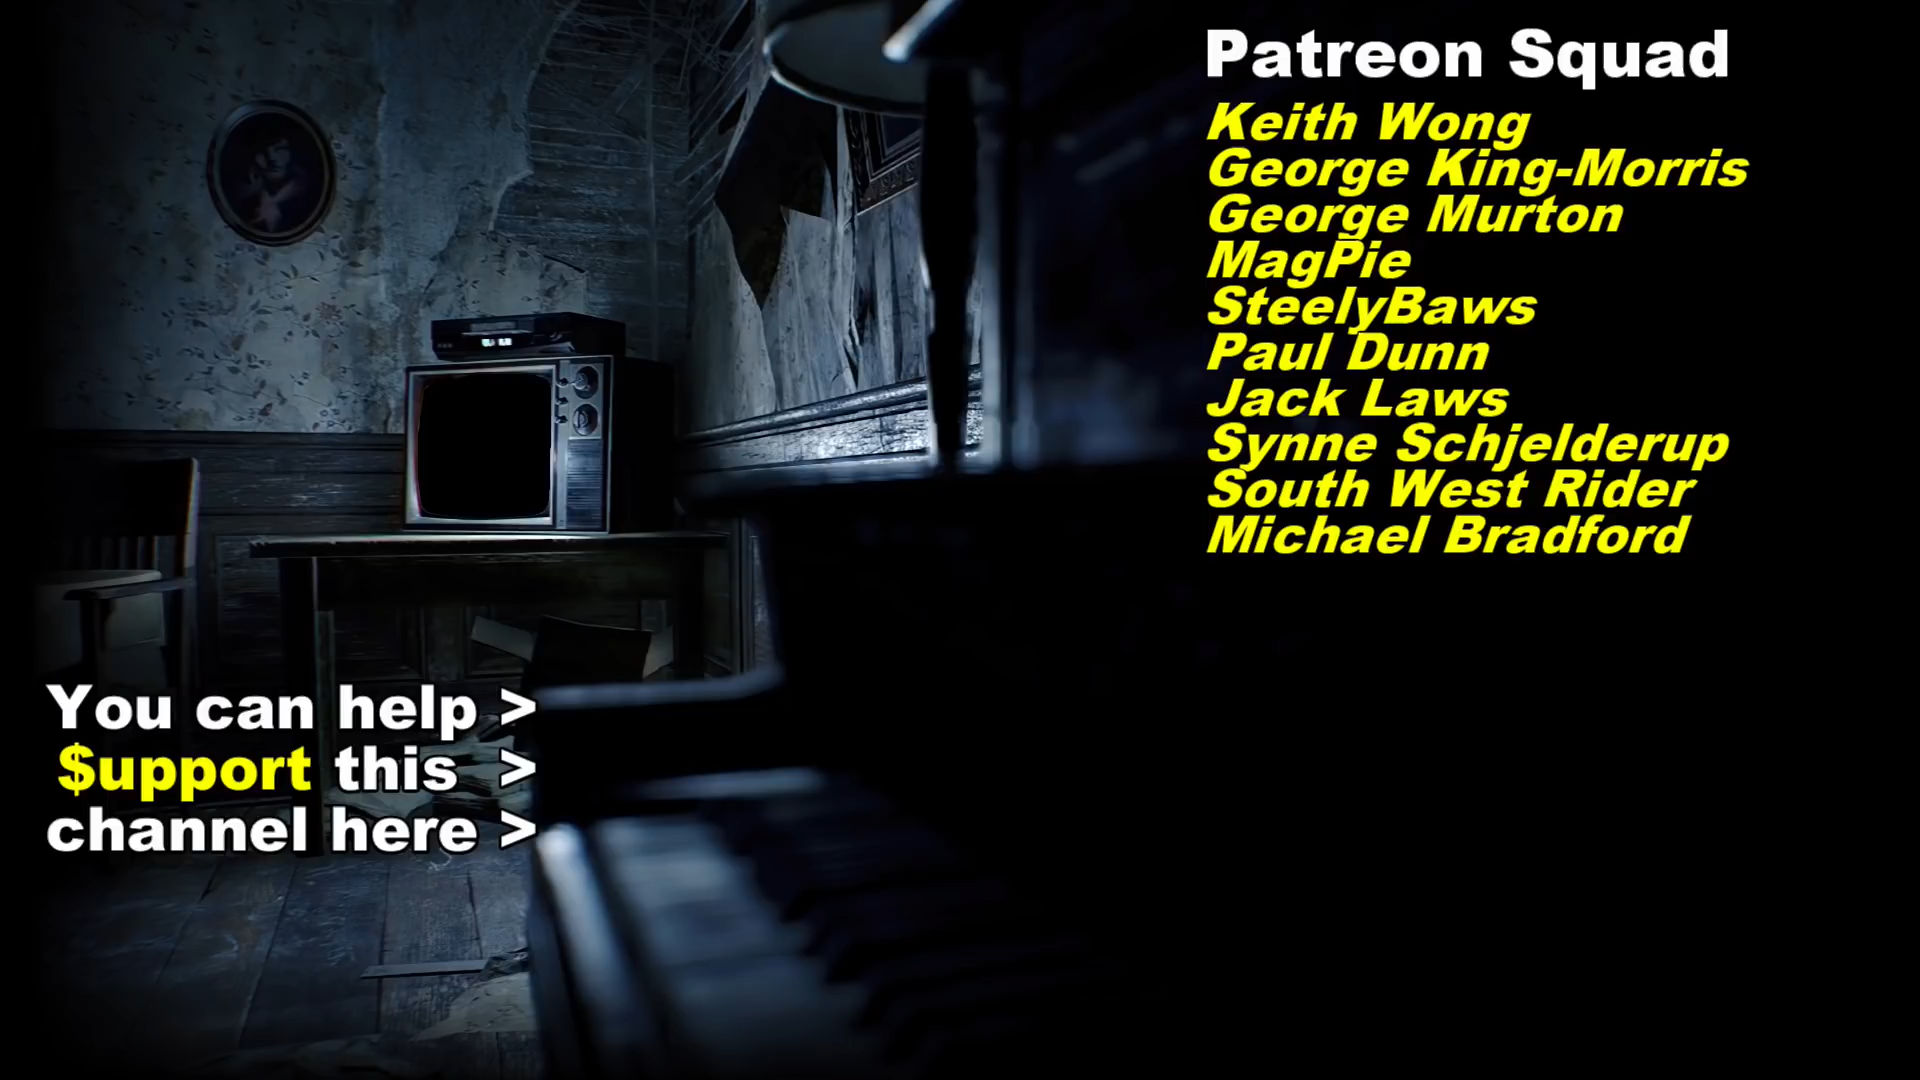 Patreon Squad
Keith Wong
George King-Morris
George Murton
MagPie
SteelyBaws
Paul Dunn
Jack Laws
Synne Schjelderup
South West Rider
Michael Bradford
You can help >
$upport this >
channel here >